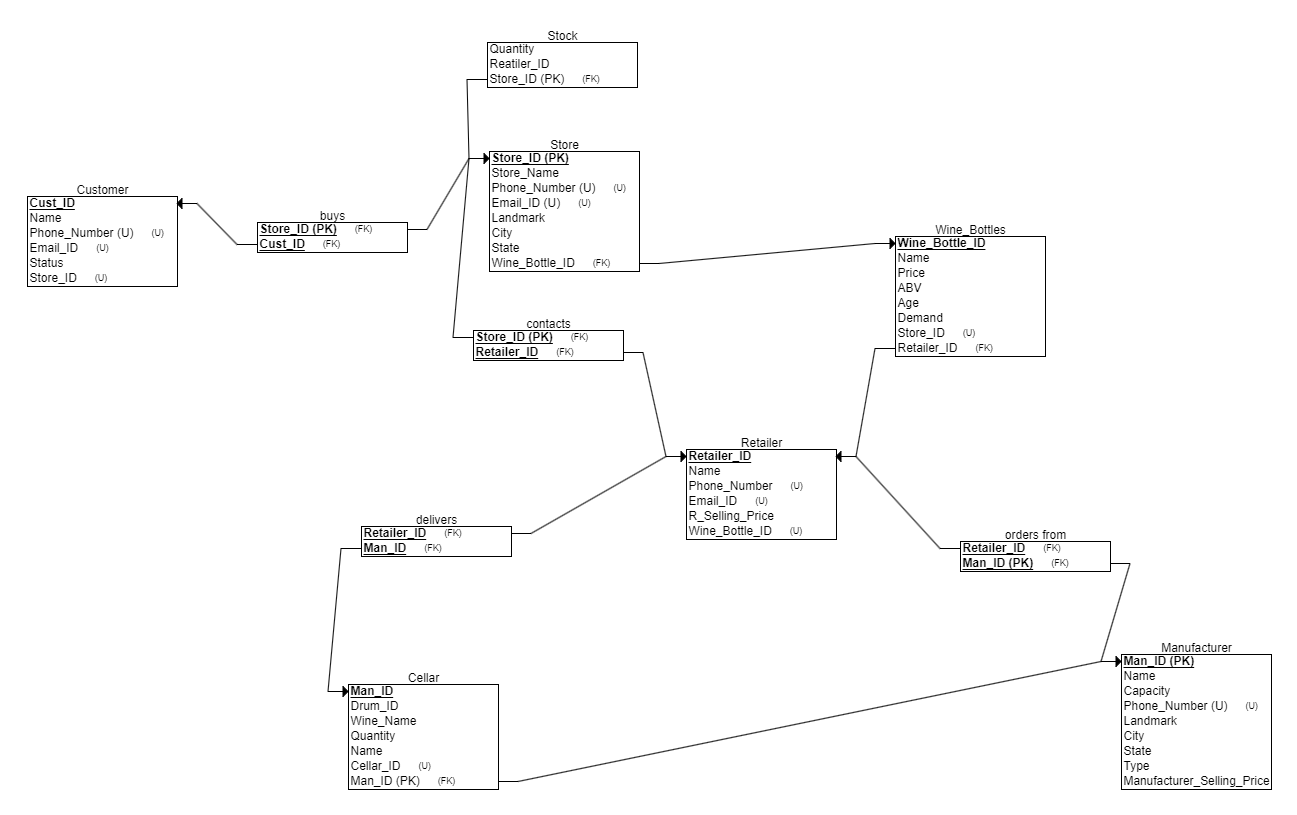 Stock
Quantity
Reatiler_ID
Store_ID (PK) (FK)
Store
Store_ID (PK)
Store_Name
Phone_Number (U) (U)
Email_ID (U) (U)
Landmark
City
State
Wine_Bottle_ID (FK)
Customer
Cust_ID
Name
Phone_Number (U) (U)
Email_ID (U)
Status
Store_ID (U)
buys
Store_ID (PK) (FK)
Cust_ID (FK)
Wine_Bottles
Wine_Bottle_ID
Name
Price
ABV
Age
Demand
Store_ID (U)
Retailer_ID (FK)
contacts
Store_ID (PK) (FK)
Retailer_ID (FK)
Retailer
Retailer_ID
Name
Phone_Number (U)
Email_ID (U)
R_Selling_Price
Wine_Bottle_ID (U)
delivers
Retailer_ID (FK)
Man_ID (FK)
orders from
Retailer_ID (FK)
Man_ID (PK) (FK)
Manufacturer
Man_ID (PK)
Name
Capacity
Phone_Number (U) (U)
Landmark
City
State
Type
Manufacturer_Selling_Price
Cellar
Man_ID
Drum_ID
Wine_Name
Quantity
Name
Cellar_ID (U)
Man_ID (PK) (FK)